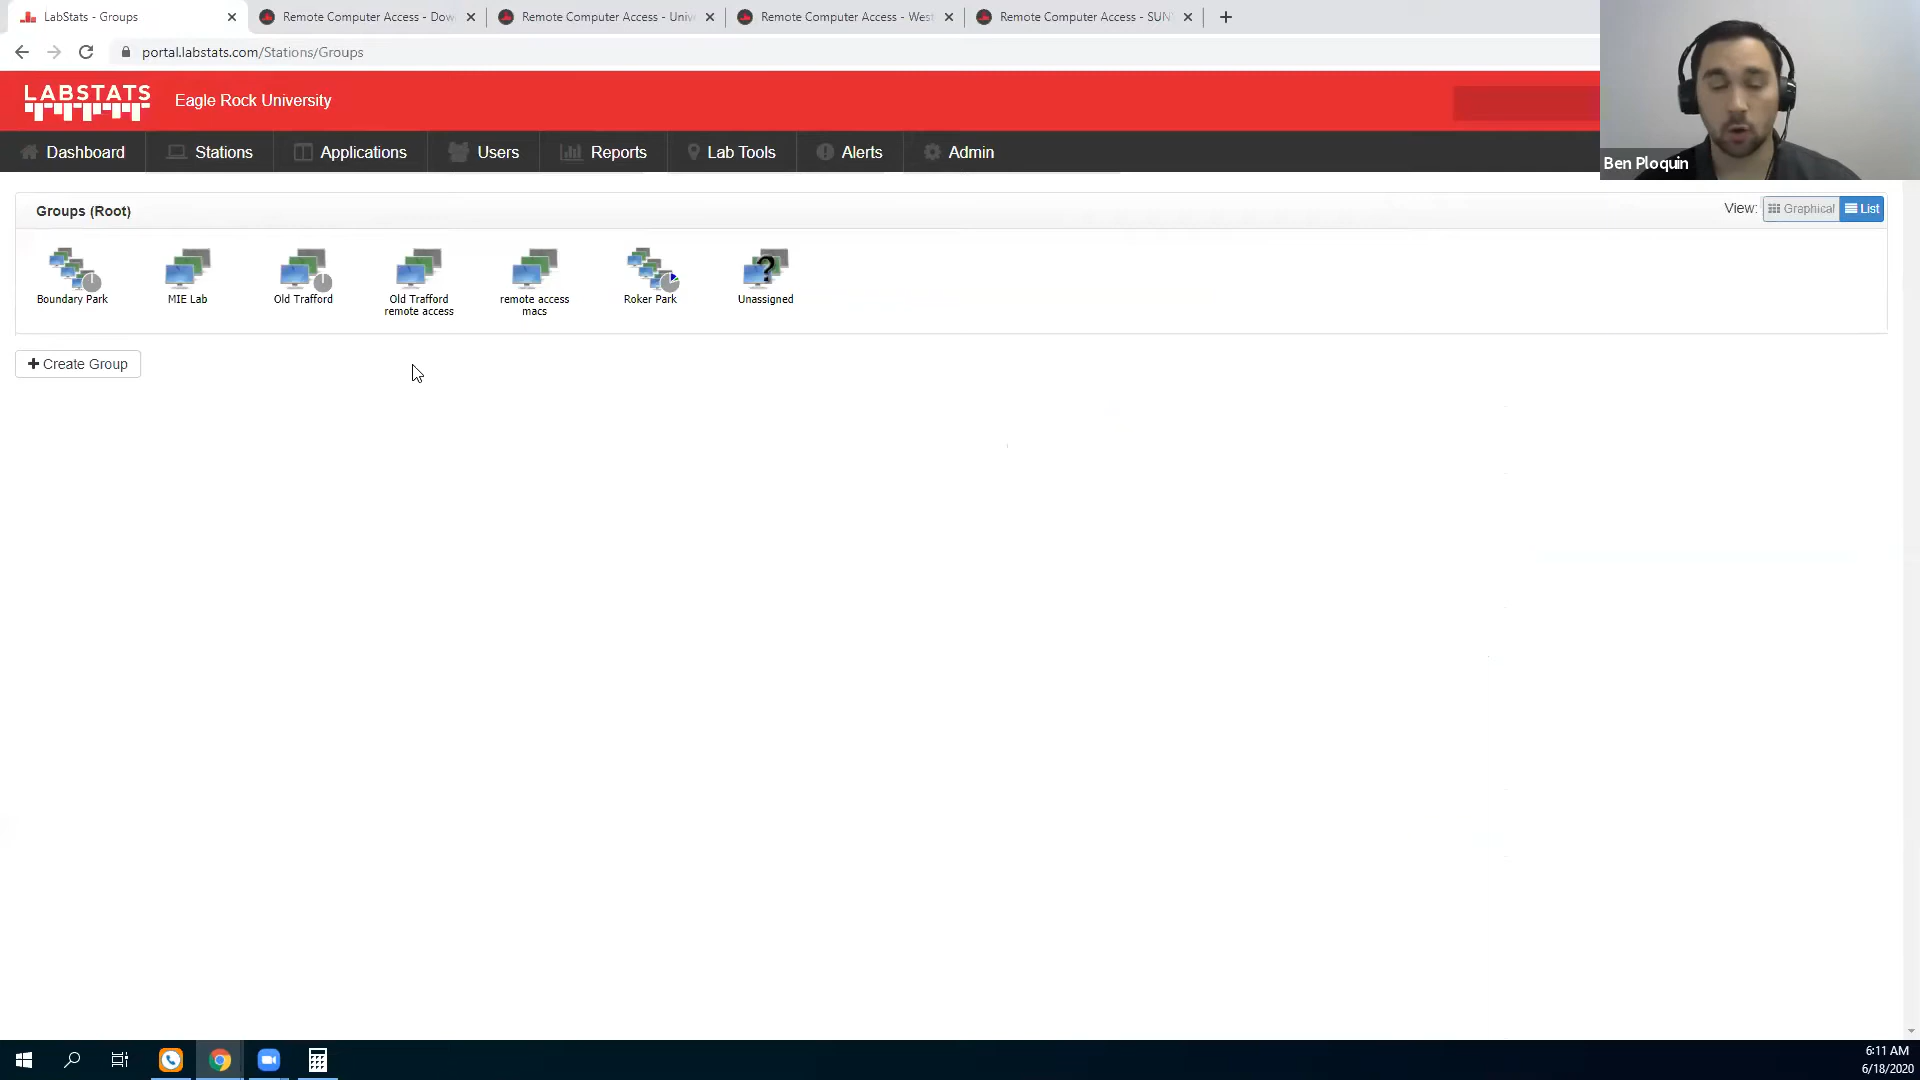 LabStats - Groups
Remote Computer Access - Dow
Remote Computer Access - Univ
Remote Computer Access - West
Remote Computer Access - SUN
portal.labstats.com/Stations/Groups
LABSTATS
Eagle Rock University
Dashboard
Stations
Applications
Users
Reports
Lab Tools
Alerts
Admin
Ben Ploquin
Groups (Root)
View:
Graphical
List
Boundary Park
MIE Lab
Old Trafford
Old Trafford
remote access
remote access
macs
Roker Park
Unassigned
Create Group
6:11 AM
6/18/2020